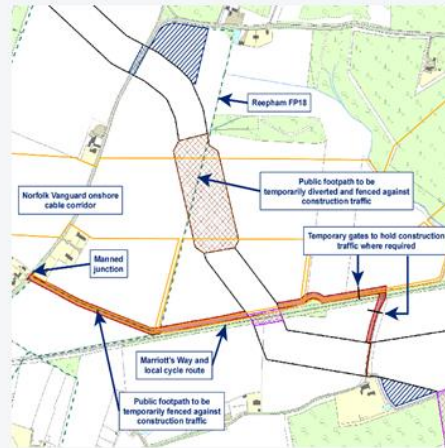 Reepham FP18
Public footpath to be
temporarily diverted and fenced against
construction traffic
Norfolk Vanguard onshore
cable corridor
Temporary gates to hold construction
traffic where required
Manned
junction
Marriott's Way and
local cycle route
Public footpath to be
temporarily fenced against
construction traffic